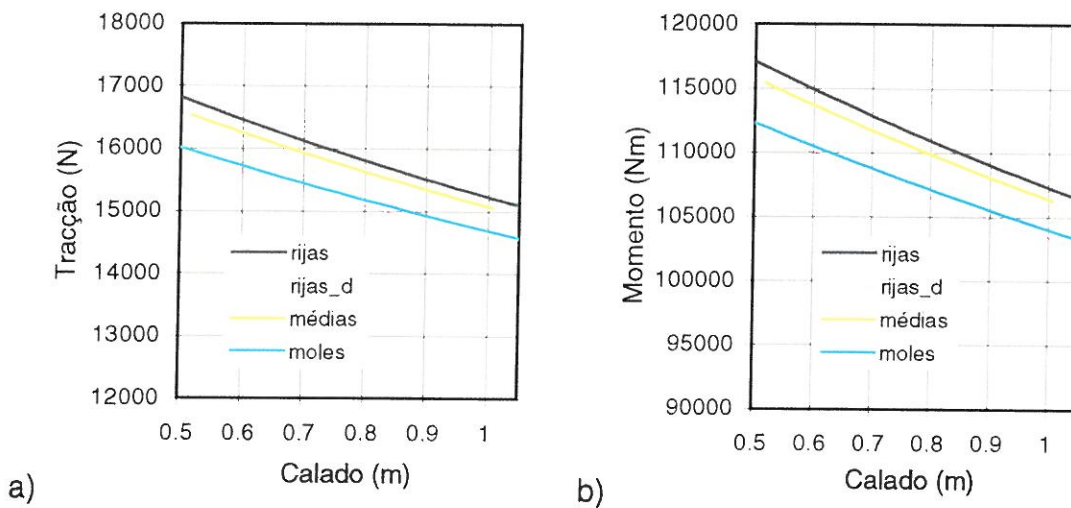 18000
17000
16000
15000
14000
13000
12000
Tracção (N)
rijas
rijas_d
médias
moles
0.5 0.6 0.7 0.8 0.9 1
Calado (m)
a)
120000
115000
110000
105000
100000
95000
90000
Momento (Nm)
rijas
rijas_d
médias
moles
0.5 0.6 0.7 0.8 0.9 1
Calado (m)
b)